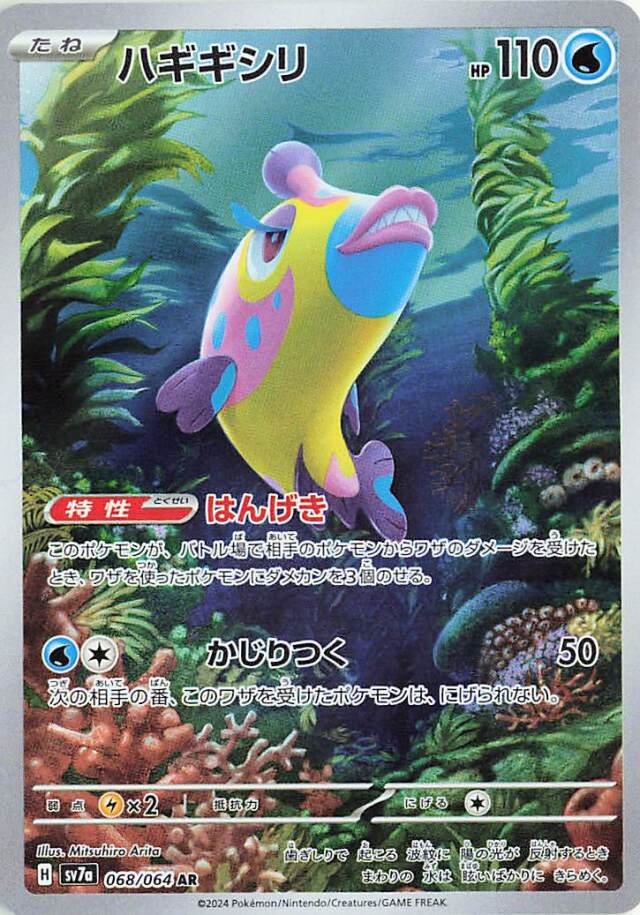 たね ハギギシリ HP 110
特性 とくせい はんげき
このポケモンが、バトル場で相手のポケモンからワザのダメージを受けた
とき、ワザを使ったポケモンにダメカンを3個のせる。
かじりつく 50
次の相手の番、このワザを受けたポケモンは、にげられない。
弱点 ×2 抵抗力 にげる
Illus. Mitsuhiro Arita
H sv7a 068/064 AR
歯ぎしりで 起こる 波紋に 陽の光が 反射するとき
まわりの 水は 眩いばかりに きらめく。
©2024 Pokémon/Nintendo/Creatures/GAME FREAK.